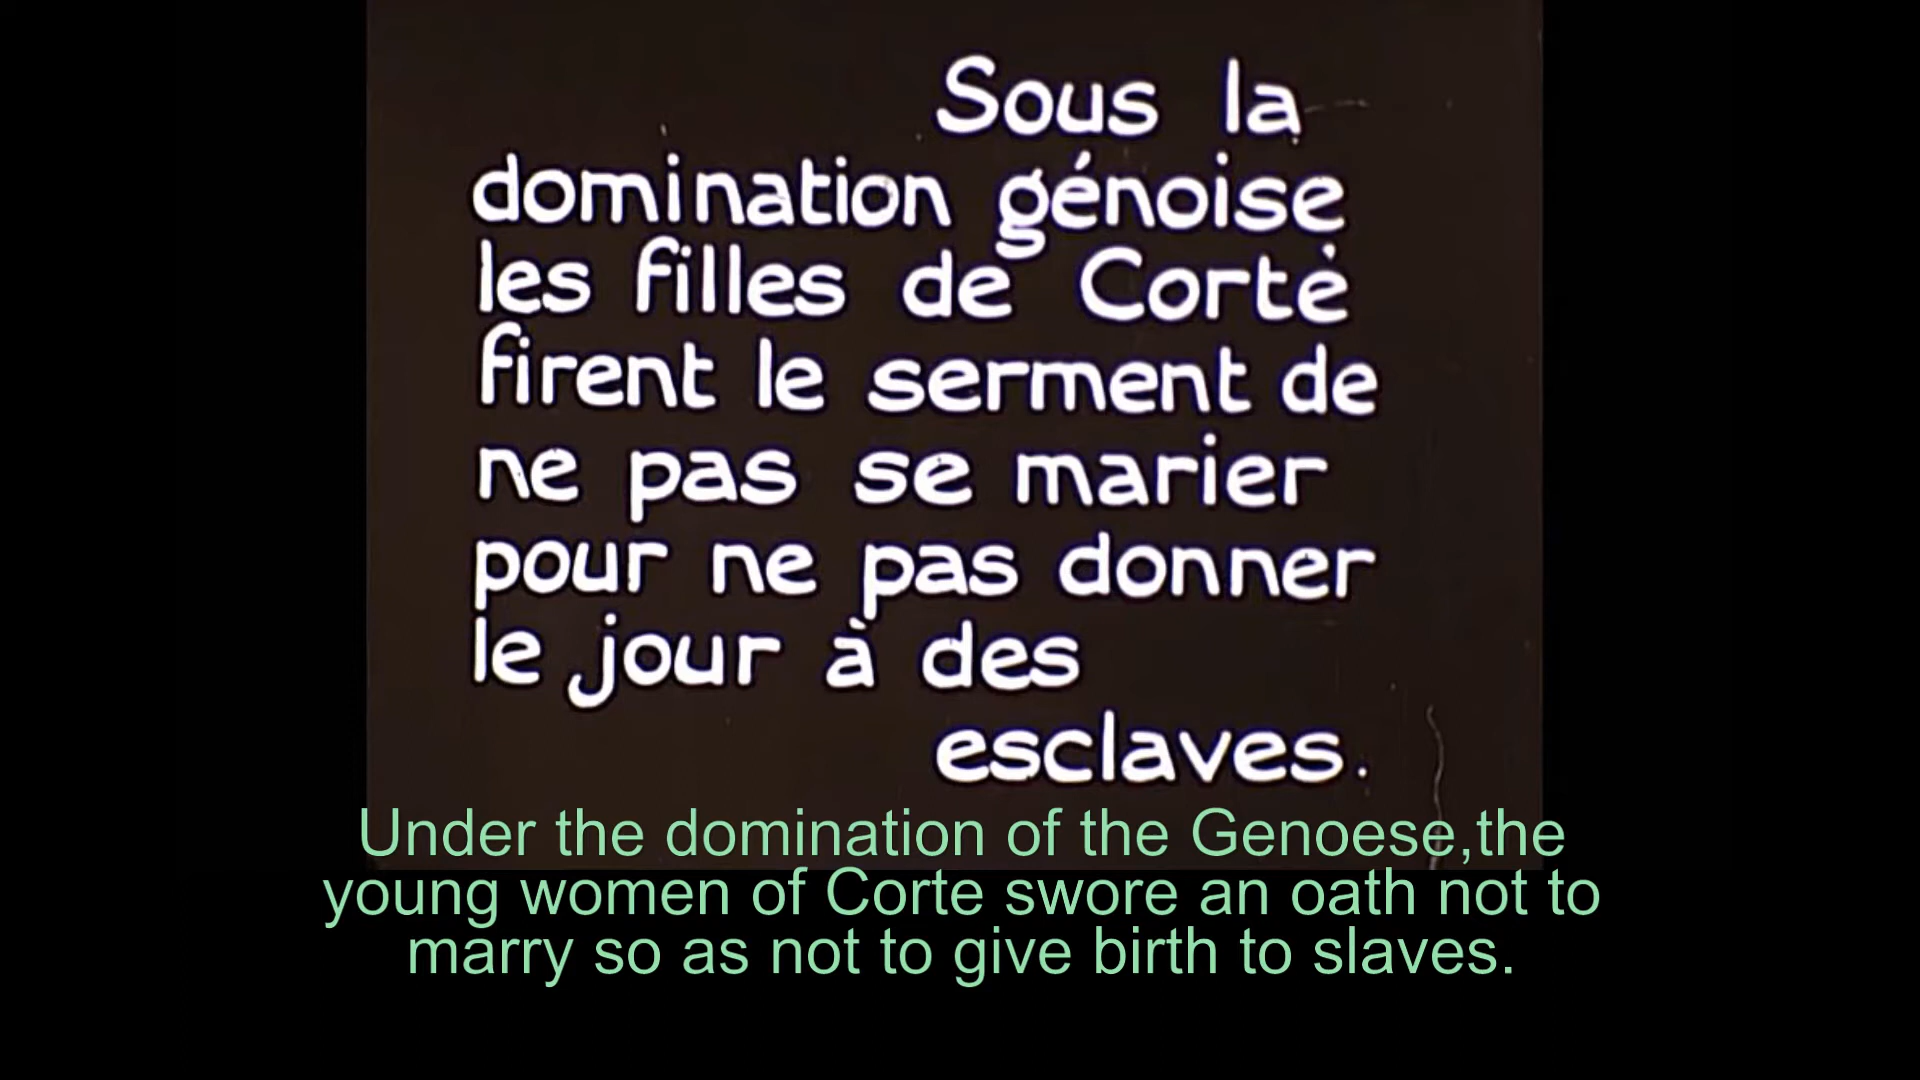 Sous la
domination génoise
les filles de Corté
firent le serment de
ne pas se marier
pour ne pas donner
le jour à des
esclaves.
Under the domination of the Genoese,the
young women of Corte swore an oath not to
marry so as not to give birth to slaves.